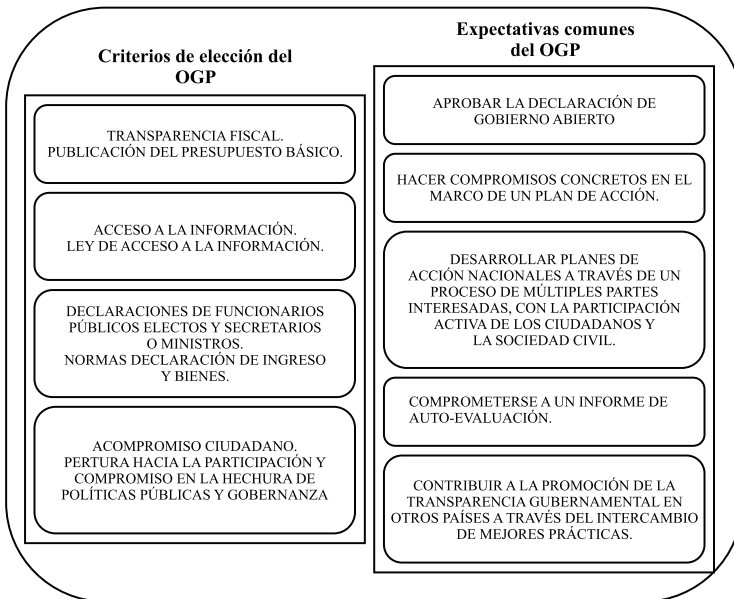 Criterios de elección del
OGP
TRANSPARENCIA FISCAL.
PUBLICACIÓN DEL PRESUPUESTO BÁSICO.
ACCESO A LA INFORMACIÓN.
LEY DE ACCESO A LA INFORMACIÓN.
DECLARACIONES DE FUNCIONARIOS
PÚBLICOS ELECTOS Y SECRETARIOS
O MINISTROS.
NORMAS DECLARACIÓN DE INGRESO
Y BIENES.
ACOMPROMISO CIUDADANO.
PERTURA HACIA LA PARTICIPACIÓN Y
COMPROMISO EN LA HECHURA DE
POLÍTICAS PÚBLICAS Y GOBERNANZA
Expectativas comunes
del OGP
APROBAR LA DECLARACIÓN DE
GOBIERNO ABIERTO
HACER COMPROMISOS CONCRETOS EN EL
MARCO DE UN PLAN DE ACCIÓN.
DESARROLLAR PLANES DE
ACCIÓN NACIONALES A TRAVÉS DE UN
PROCESO DE MÚLTIPLES PARTES
INTERESADAS, CON LA PARTICIPACIÓN
ACTIVA DE LOS CIUDADANOS Y
LA SOCIEDAD CIVIL.
COMPROMETERSE A UN INFORME DE
AUTO-EVALUACIÓN.
CONTRIBUIR A LA PROMOCIÓN DE LA
TRANSPARENCIA GUBERNAMENTAL EN
OTROS PAÍSES A TRAVÉS DEL INTERCAMBIO
DE MEJORES PRÁCTICAS.